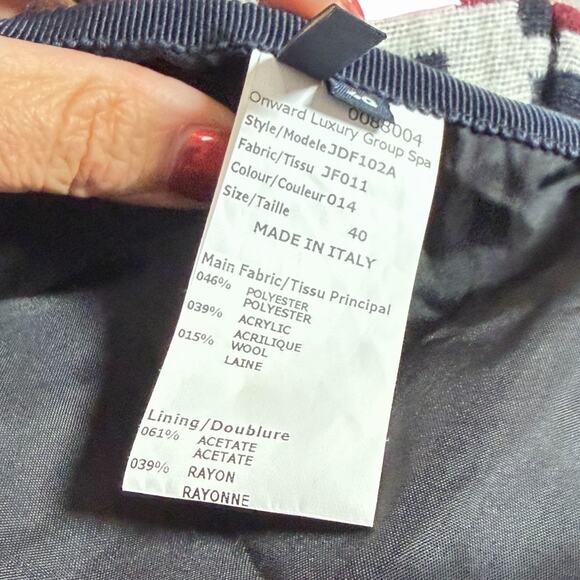 0088004
Onward Luxury Group Spa
Style/Modele JDF102A
Fabric/Tissu JF011
Colour/Couleur 014
Size/Taille 40
MADE IN ITALY
Main Fabric/Tissu Principal
046% POLYESTER
POLYESTER
039% ACRYLIC
ACRILIQUE
015% WOOL
LAINE
Lining/Doublure
061% ACETATE
ACETATE
039% RAYON
RAYONNE